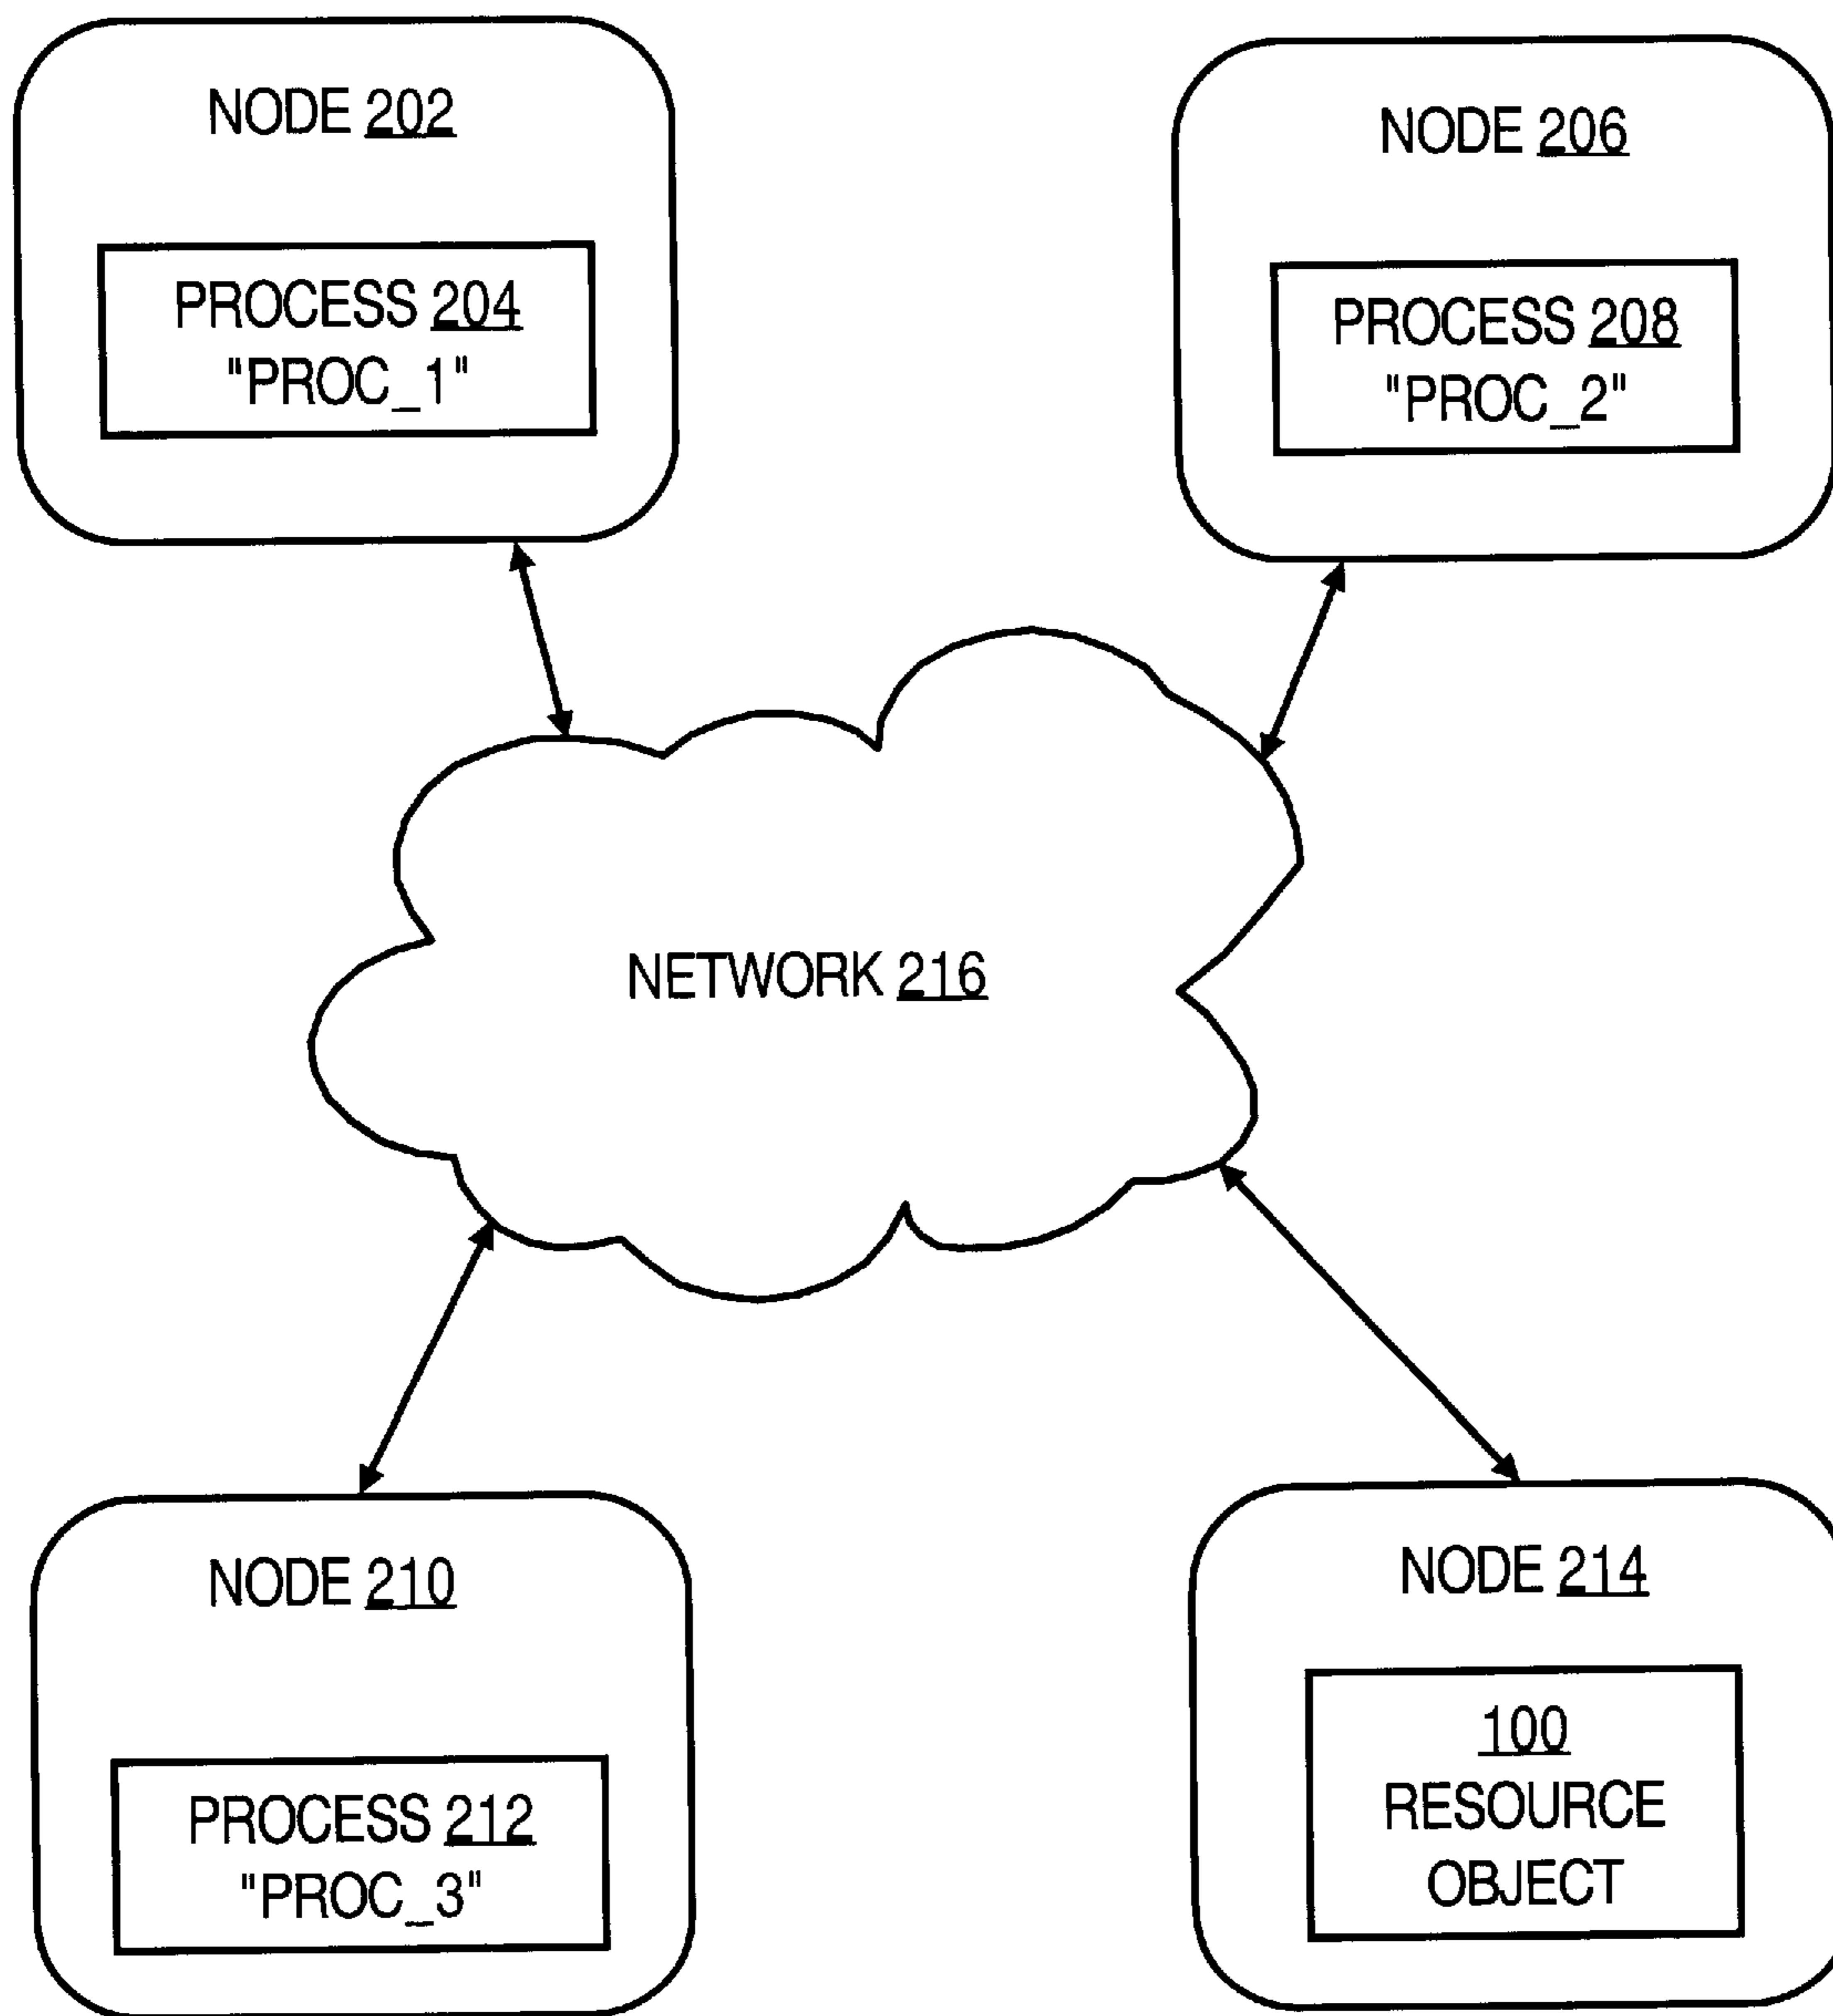 NODE 202
PROCESS 204
"PROC_1"
NODE 206
PROCESS 208
"PROC_2"
NETWORK 216
NODE 210
PROCESS 212
"PROC_3"
NODE 214
100
RESOURCE
OBJECT